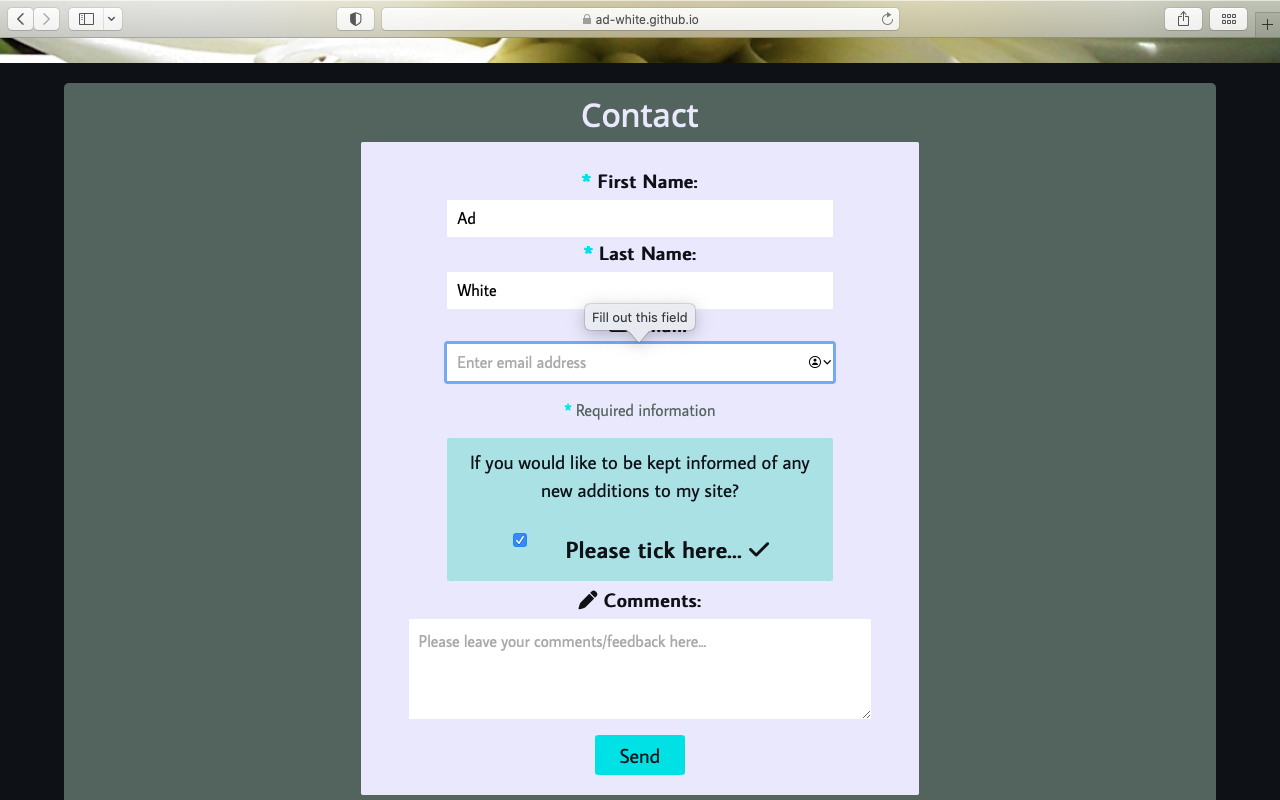 ad-white.github.io
Contact
* First Name:
Ad
* Last Name:
White
Fill out this field
Enter email address
* Required information
If you would like to be kept informed of any
new additions to my site?
Please tick here...
Comments:
Please leave your comments/feedback here...
Send